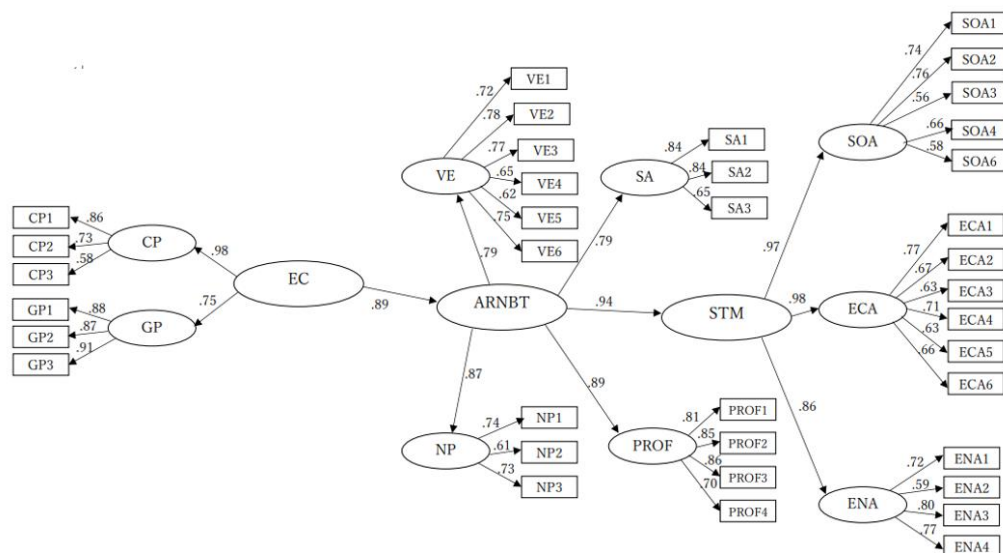 SOA1
.74
SOA2
.76
VE1
SOA3
.56
.72
VE2
SOA4
.66
.78
SOA
SA1
.84
.58
SOA6
VE3
.77
VE
SA
.84
SA2
.65
VE4
.65
SA3
.62
VE5
CP1
.86
.75
ECA1
CP
.97
.77
CP2
.73
VE6
.79
.79
ECA2
.98
.67
CP3
.58
EC
ECA3
.63
GP1
.88
.89
ARNBT
.94
STM
.98
ECA
.71
ECA4
.75
GP
GP2
.87
.63
ECA5
GP3
.91
.66
ECA6
.87
.89
.86
PROF1
.81
NP1
.74
.85
PROF2
NP
.61
NP2
PROF
ENA1
.72
.73
.86
PROF3
.59
ENA2
NP3
.70
ENA
.80
ENA3
PROF4
.77
ENA4